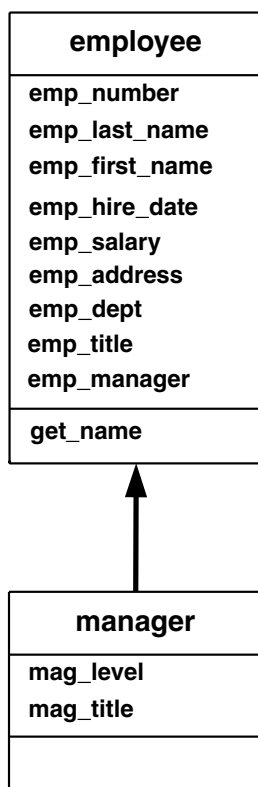 employee
emp_number
emp_last_name
emp_first_name
emp_hire_date
emp_salary
emp_address
emp_dept
emp_title
emp_manager
get_name
manager
mag_level
mag_title